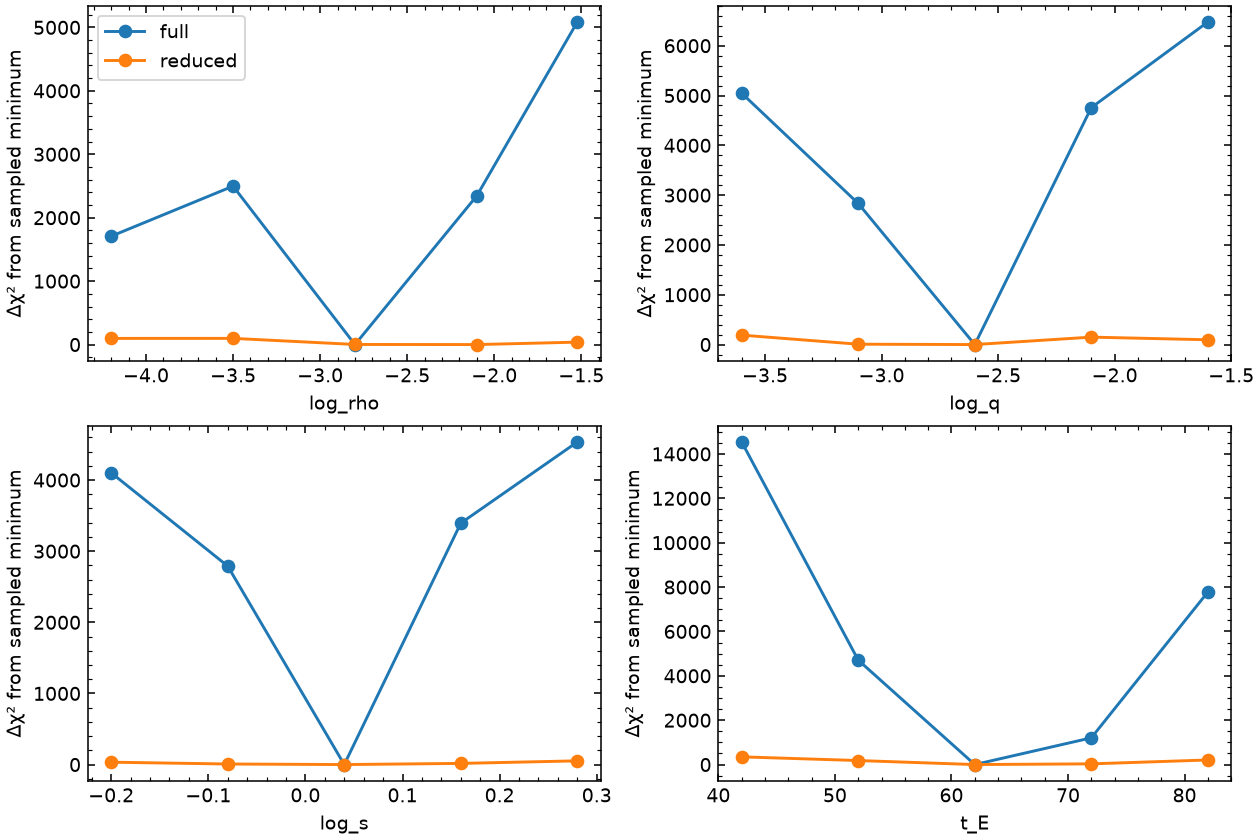 full
reduced
Δχ² from sampled minimum
5000
4000
3000
2000
1000
0
−4.0 −3.5 −3.0 −2.5 −2.0 −1.5
log_rho
Δχ² from sampled minimum
6000
5000
4000
3000
2000
1000
0
−3.5 −3.0 −2.5 −2.0 −1.5
log_q
Δχ² from sampled minimum
4000
3000
2000
1000
0
−0.2 −0.1 0.0 0.1 0.2 0.3
log_s
Δχ² from sampled minimum
14000
12000
10000
8000
6000
4000
2000
0
40 50 60 70 80
t_E